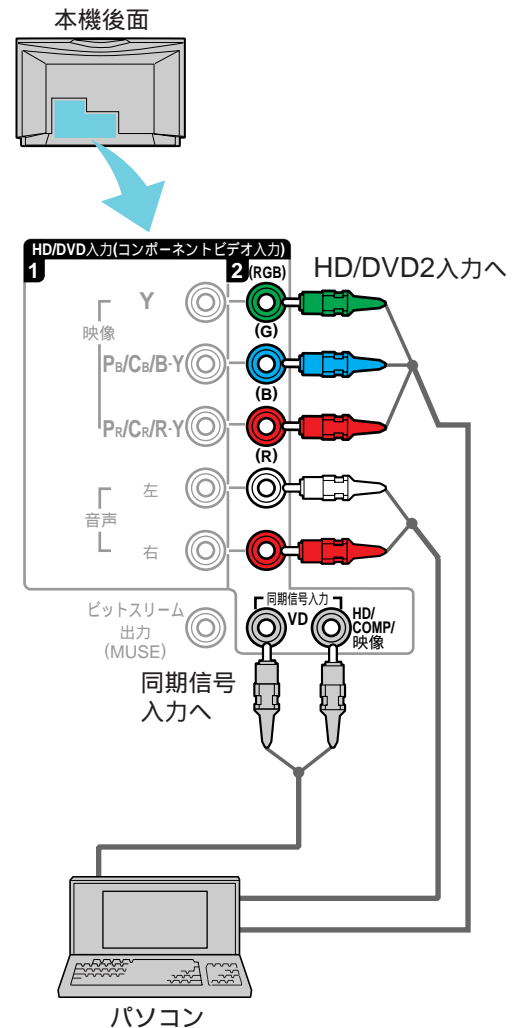 本機後面
HD/DVD入力(コンポーネントビデオ入力)
1
2 (RGB)
HD/DVD2入力へ
Y
(G)
映像
PB/CB/B-Y
(B)
PR/CR/R-Y
(R)
左
音声
右
ビットスリーム
出力
(MUSE)
同期信号入力
VD
HD/
COMP/
映像
同期信号
入力へ
パソコン